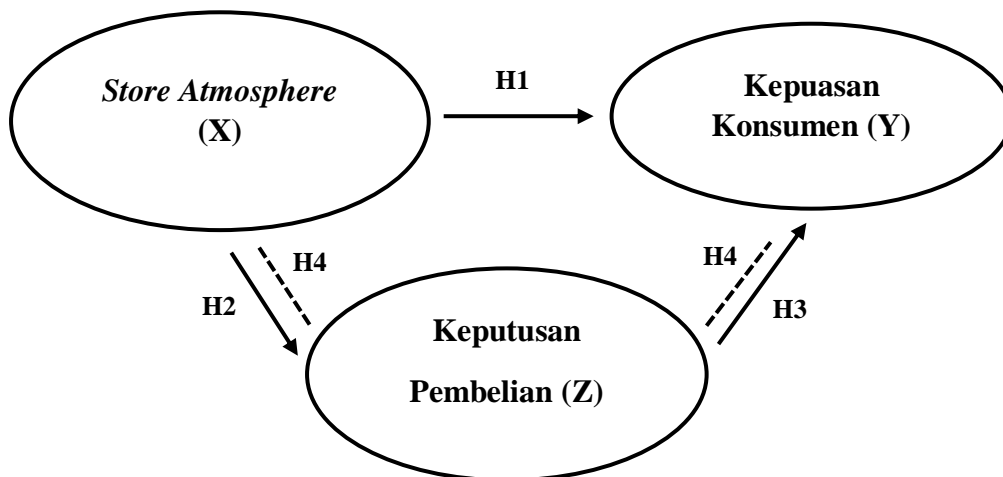 Store Atmosphere
(X)
H1
Kepuasan
Konsumen (Y)
H2
H4
H4
H3
Keputusan
Pembelian (Z)